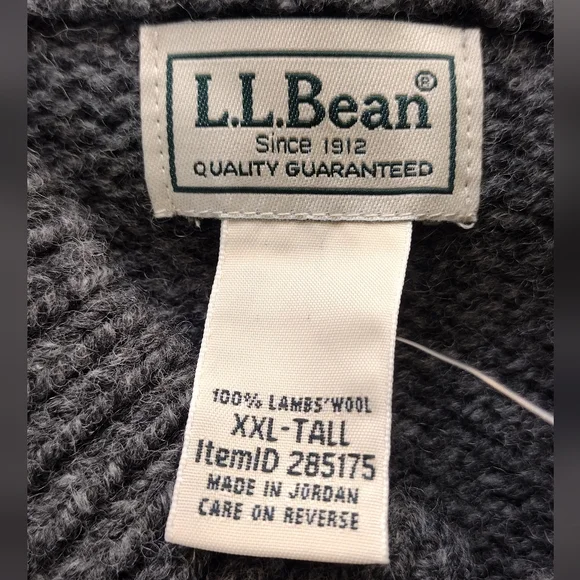 L.L.Bean®
Since 1912
QUALITY GUARANTEED
100% LAMBS' WOOL
XXL-TALL
ItemID 285175
MADE IN JORDAN
CARE ON REVERSE